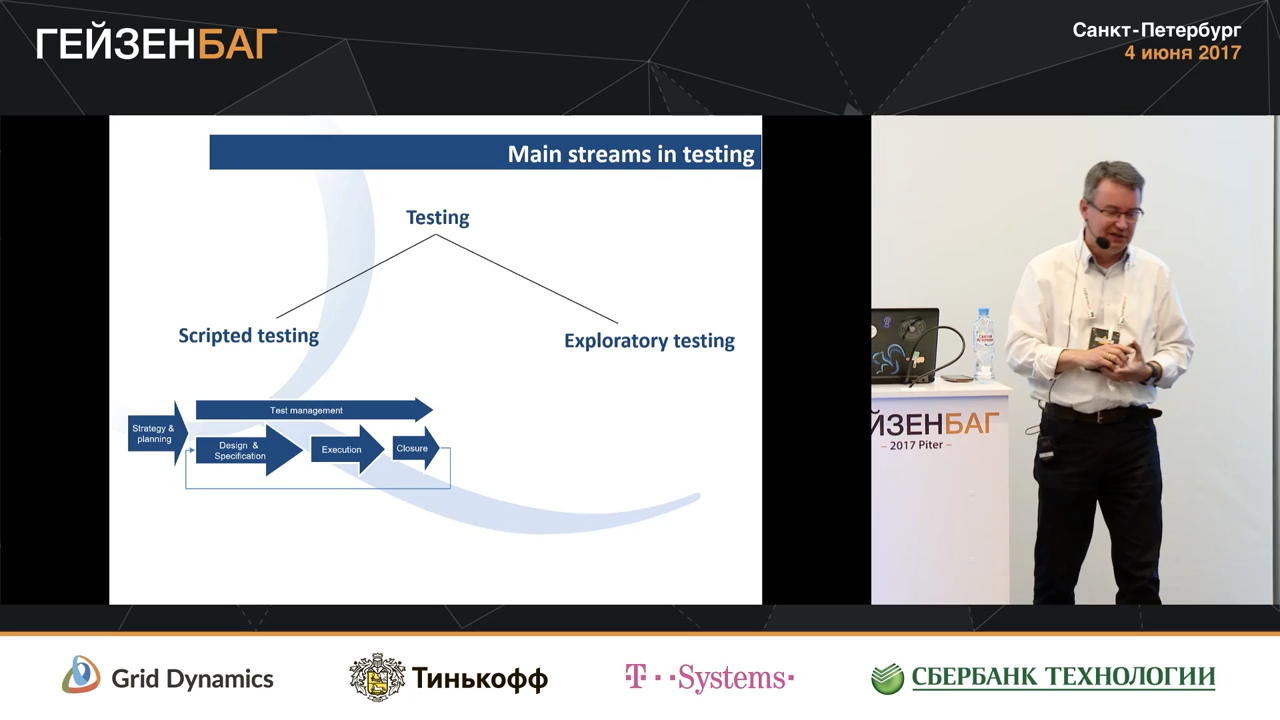 ГЕЙЗЕНБАГ
Санкт-Петербург
4 июня 2017
Main streams in testing
Testing
Scripted testing
Exploratory testing
Test management
Strategy &
planning
Design &
Specification
Execution
Closure
ЙЗЕНБАГ
– 2017 Piter –
Grid Dynamics
Тинькофф
T · · Systems ·
СБЕРБАНК ТЕХНОЛОГИИ